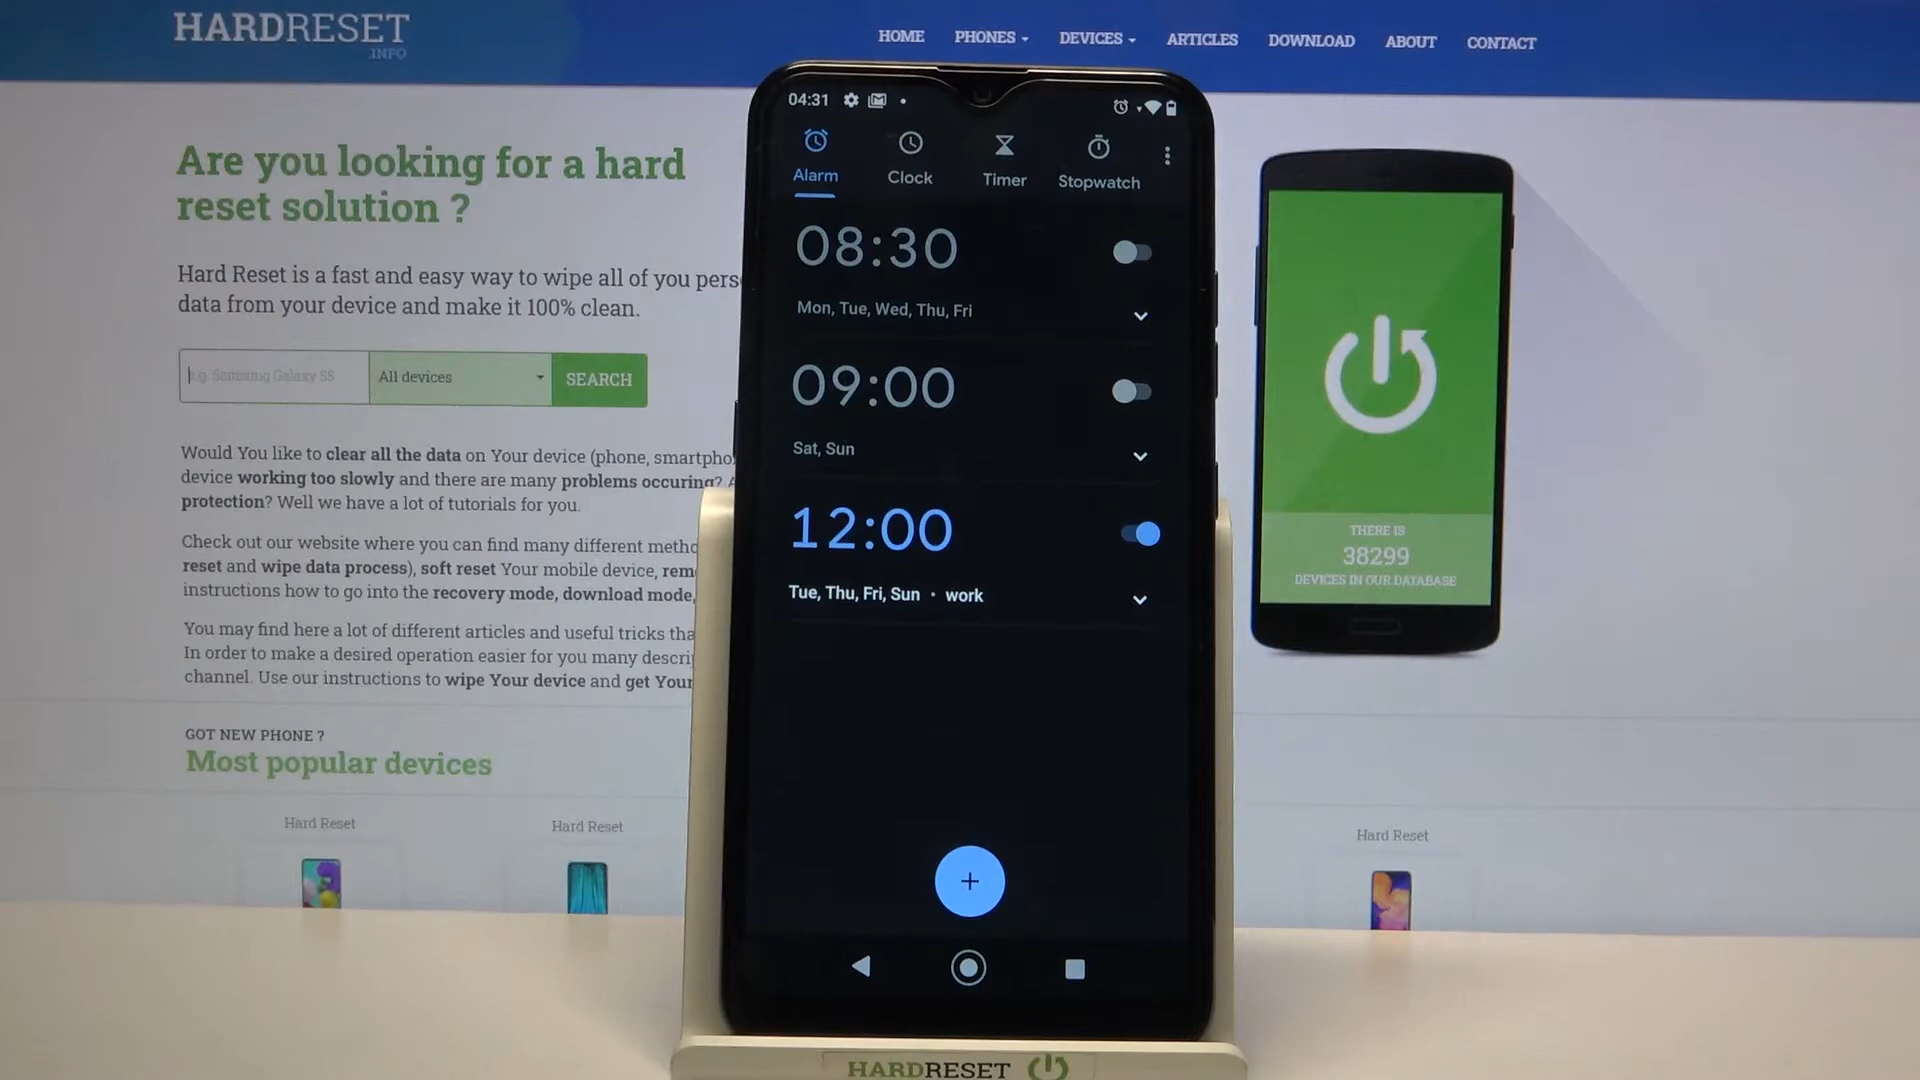 HARDRESET
.INFO
HOME PHONES DEVICES ARTICLES DOWNLOAD ABOUT CONTACT
Are you looking for a hard
reset solution ?
Hard Reset is a fast and easy way to wipe all of you pers
data from your device and make it 100% clean.
e.g. Samsung Galaxy S5 All devices SEARCH
Would You like to clear all the data on Your device (phone, smartpho
device working too slowly and there are many problems occuring? A
protection? Well we have a lot of tutorials for you.
Check out our website where you can find many different metho
reset and wipe data process), soft reset Your mobile device, rem
instructions how to go into the recovery mode, download mode,
You may find here a lot of different articles and useful tricks tha
In order to make a desired operation easier for you many descri
channel. Use our instructions to wipe Your device and get Your
GOT NEW PHONE ?
Most popular devices
Hard Reset
Hard Reset
Hard Reset
04:31
Alarm Clock Timer Stopwatch
08:30
Mon, Tue, Wed, Thu, Fri
09:00
Sat, Sun
12:00
Tue, Thu, Fri, Sun · work
+
THERE IS
38299
DEVICES IN OUR DATABASE
HARDRESET